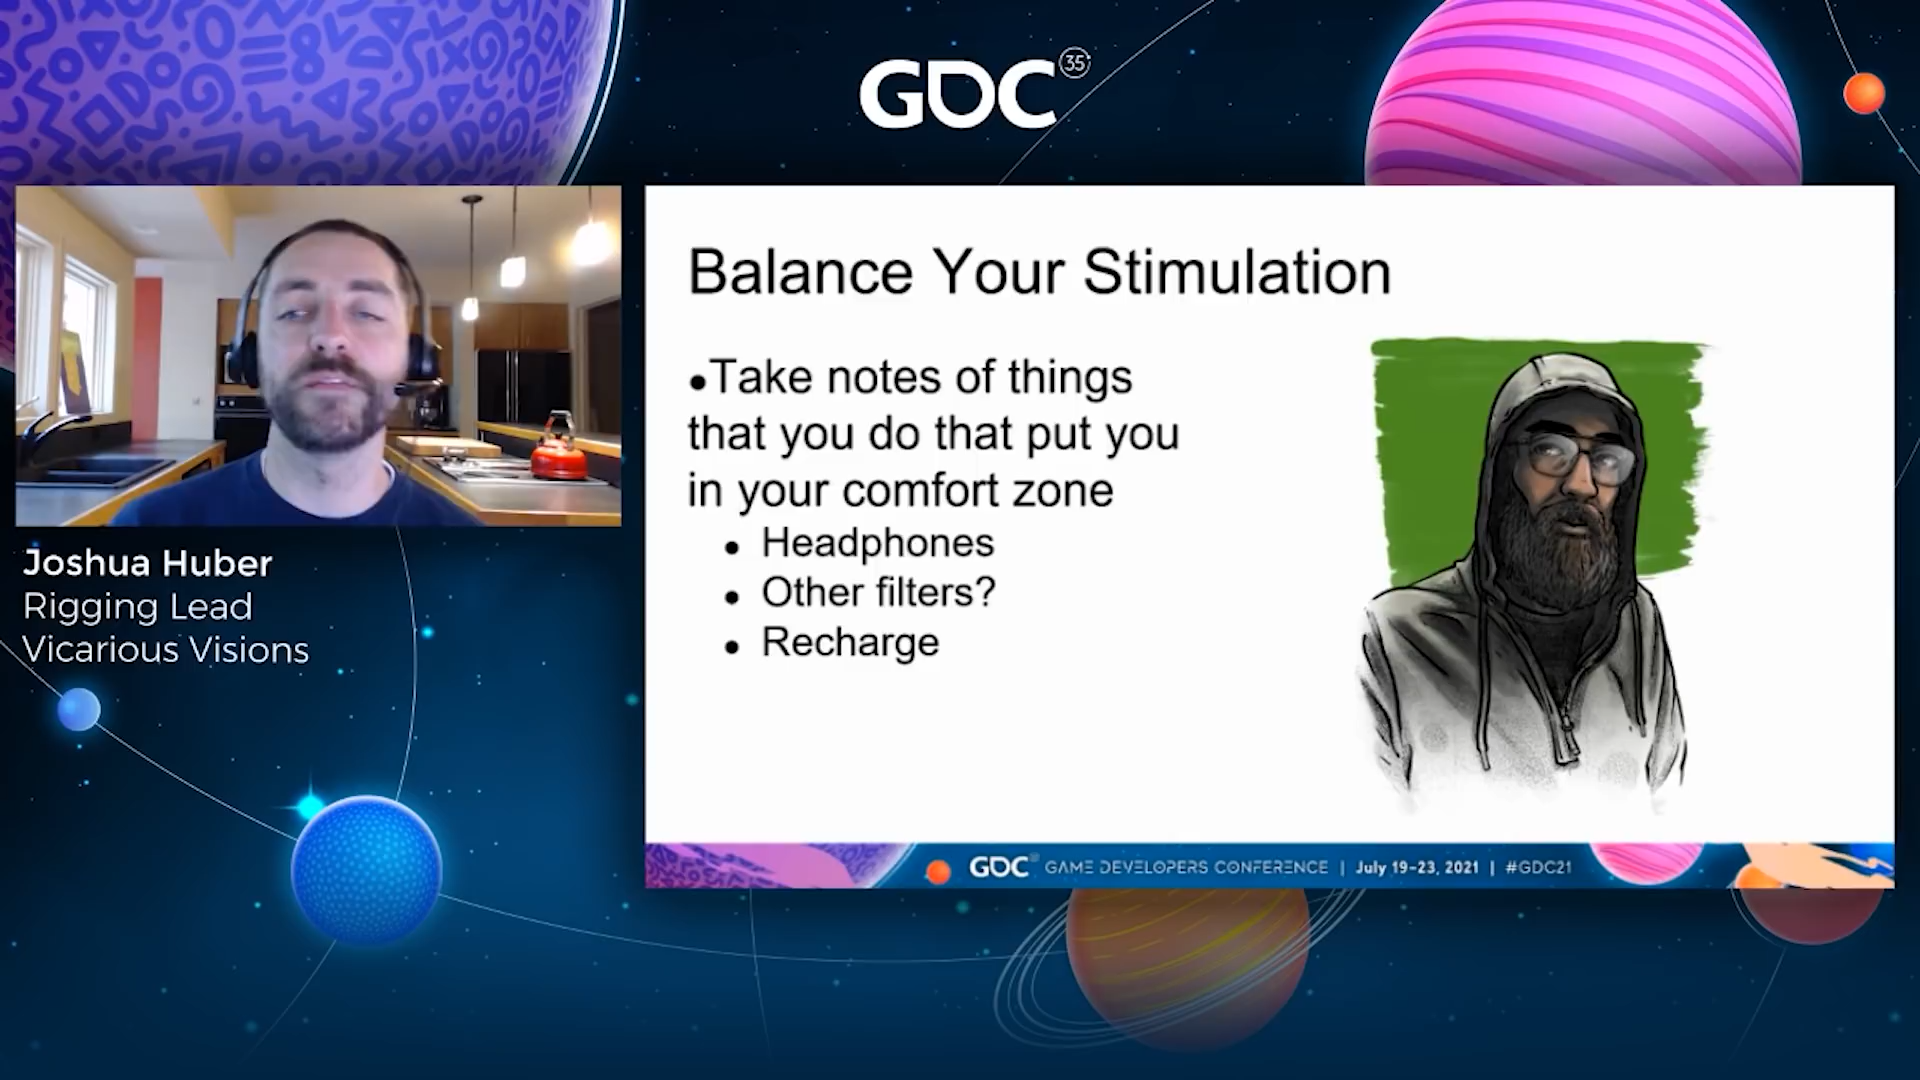 GDC 35
Balance Your Stimulation
•Take notes of things
that you do that put you
in your comfort zone
• Headphones
• Other filters?
• Recharge
Joshua Huber
Rigging Lead
Vicarious Visions
GDC GAME DEVELOPERS CONFERENCE | July 19-23, 2021 | #GDC21